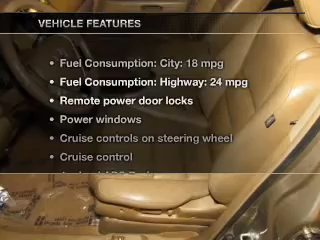 VEHICLE FEATURES
• Fuel Consumption: City: 18 mpg
• Fuel Consumption: Highway: 24 mpg
• Remote power door locks
• Power windows
• Cruise controls on steering wheel
• Cruise control